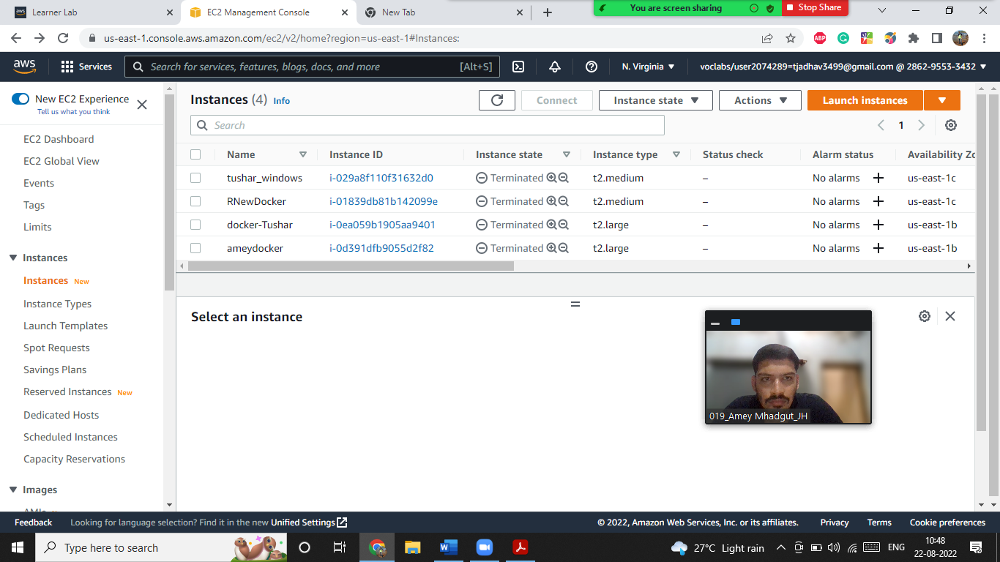 Learner Lab
EC2 Management Console
New Tab
You are screen sharing
Stop Share
us-east-1.console.aws.amazon.com/ec2/v2/home?region=us-east-1#Instances:
ABP
aws
Services
Search for services, features, blogs, docs, and more
[Alt+S]
N. Virginia
voclabs/user2074289=tjadhav3499@gmail.com @ 2862-9553-3432
New EC2 Experience
Tell us what you think
EC2 Dashboard
EC2 Global View
Events
Tags
Limits
Instances
Instances New
Instance Types
Launch Templates
Spot Requests
Savings Plans
Reserved Instances New
Dedicated Hosts
Scheduled Instances
Capacity Reservations
Images
Instances (4) Info
Connect
Instance state
Actions
Launch instances
Search
1
Name Instance ID Instance state Instance type Status check Alarm status Availability Zo
tushar_windows i-029a8f110f31632d0 Terminated t2.medium – No alarms + us-east-1c
RNewDocker i-01839db81b142099e Terminated t2.medium – No alarms + us-east-1c
docker-Tushar i-0ea059b1905aa9401 Terminated t2.large – No alarms + us-east-1b
ameydocker i-0d391dfb9055d2f82 Terminated t2.large – No alarms + us-east-1b
Select an instance
019_Amey Mhadgut_JH
Feedback
Looking for language selection? Find it in the new Unified Settings
© 2022, Amazon Web Services, Inc. or its affiliates.
Privacy
Terms
Cookie preferences
Type here to search
27°C Light rain
ENG
10:48
22-08-2022